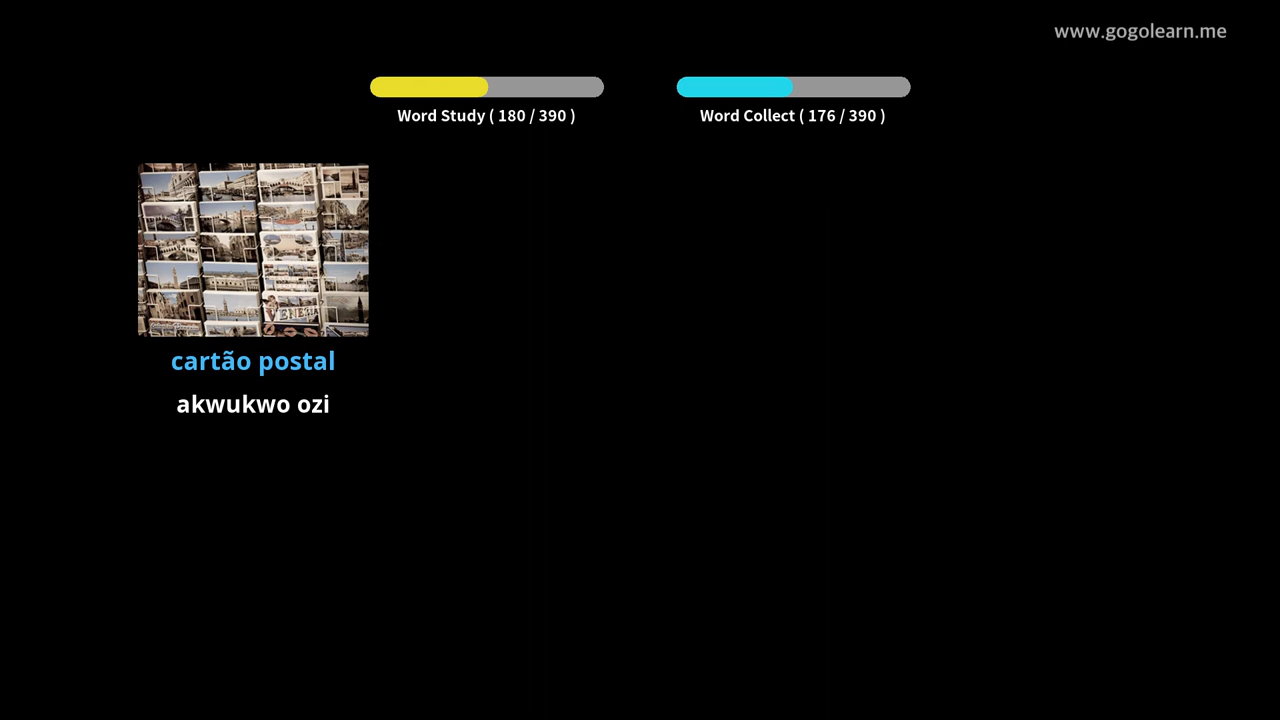 www.gogolearn.me
Word Study ( 180 / 390 )
Word Collect ( 176 / 390 )
cartão postal
akwukwo ozi